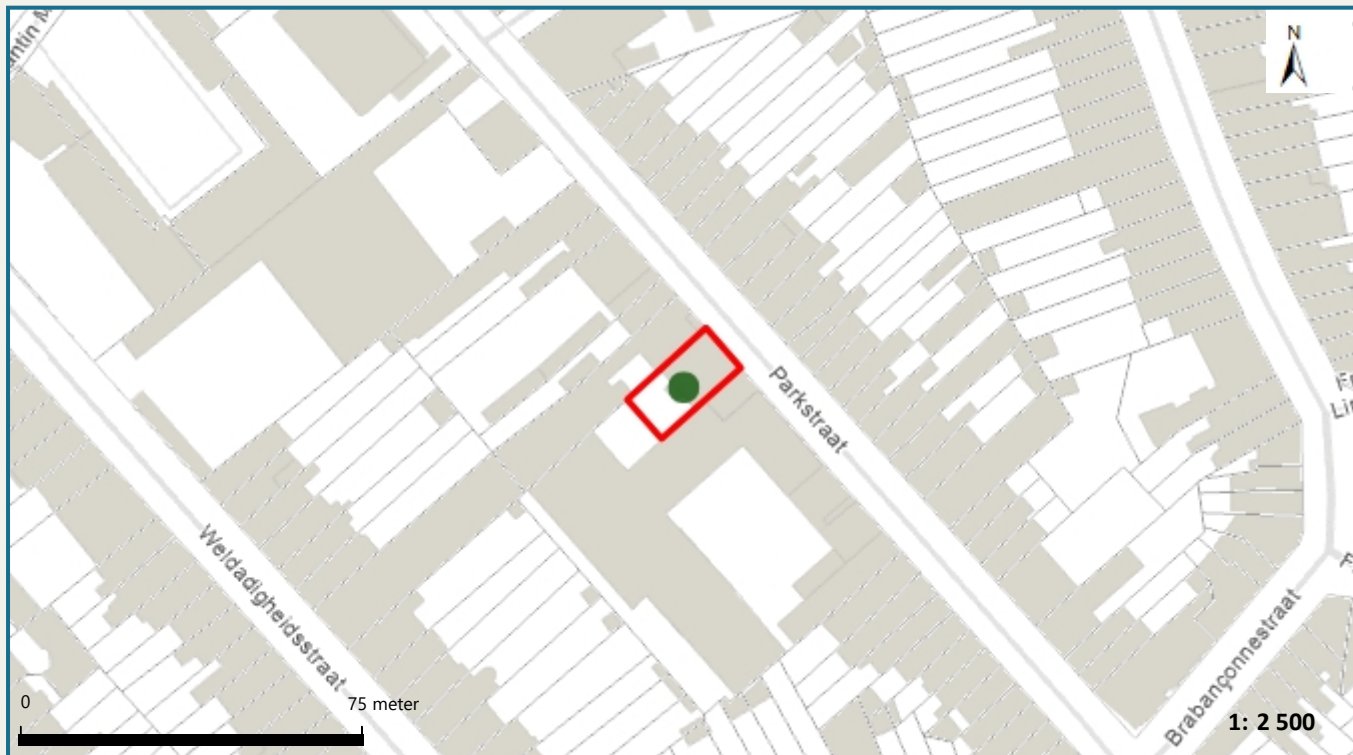 N
Parkstraat
Weldadigheidsstraat
Brabançonnestraat
0
75 meter
1: 2 500